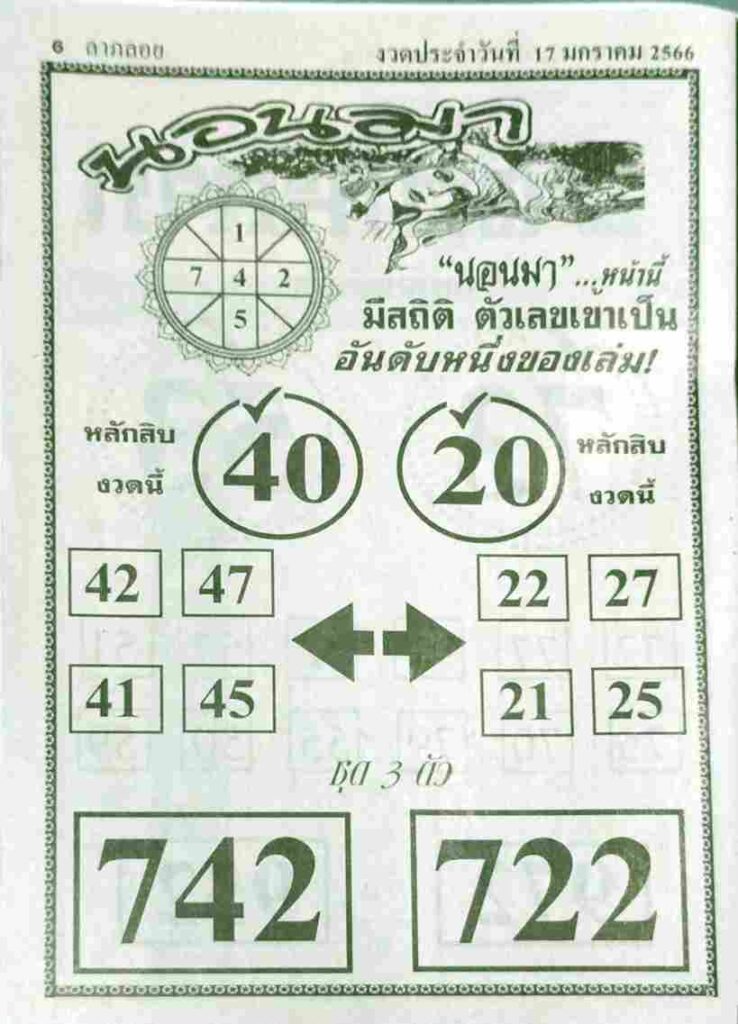 6 ลาภลอย
งวดประจำวันที่ 17 มกราคม 2566
นอนมา
1
7 4 2
5
“นอนมา”...หน้านี้
มีสถิติ ตัวเลขเขาเป็น
อันดับหนึ่งของเล่ม!
หลักสิบ
งวดนี้
40
20
หลักสิบ
งวดนี้
42 47
22 27
41 45
21 25
ชุด 3 ตัว
742
722